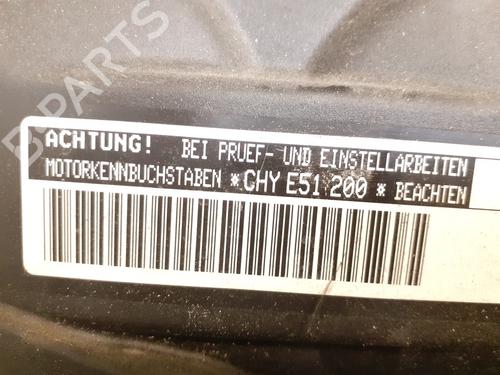 B-PARTS
ACHTUNG! BEI PRUEF- UND EINSTELLARBEITEN
MOTORKENNBUCHSTABEN *CHY E51 200* BEACHTEN